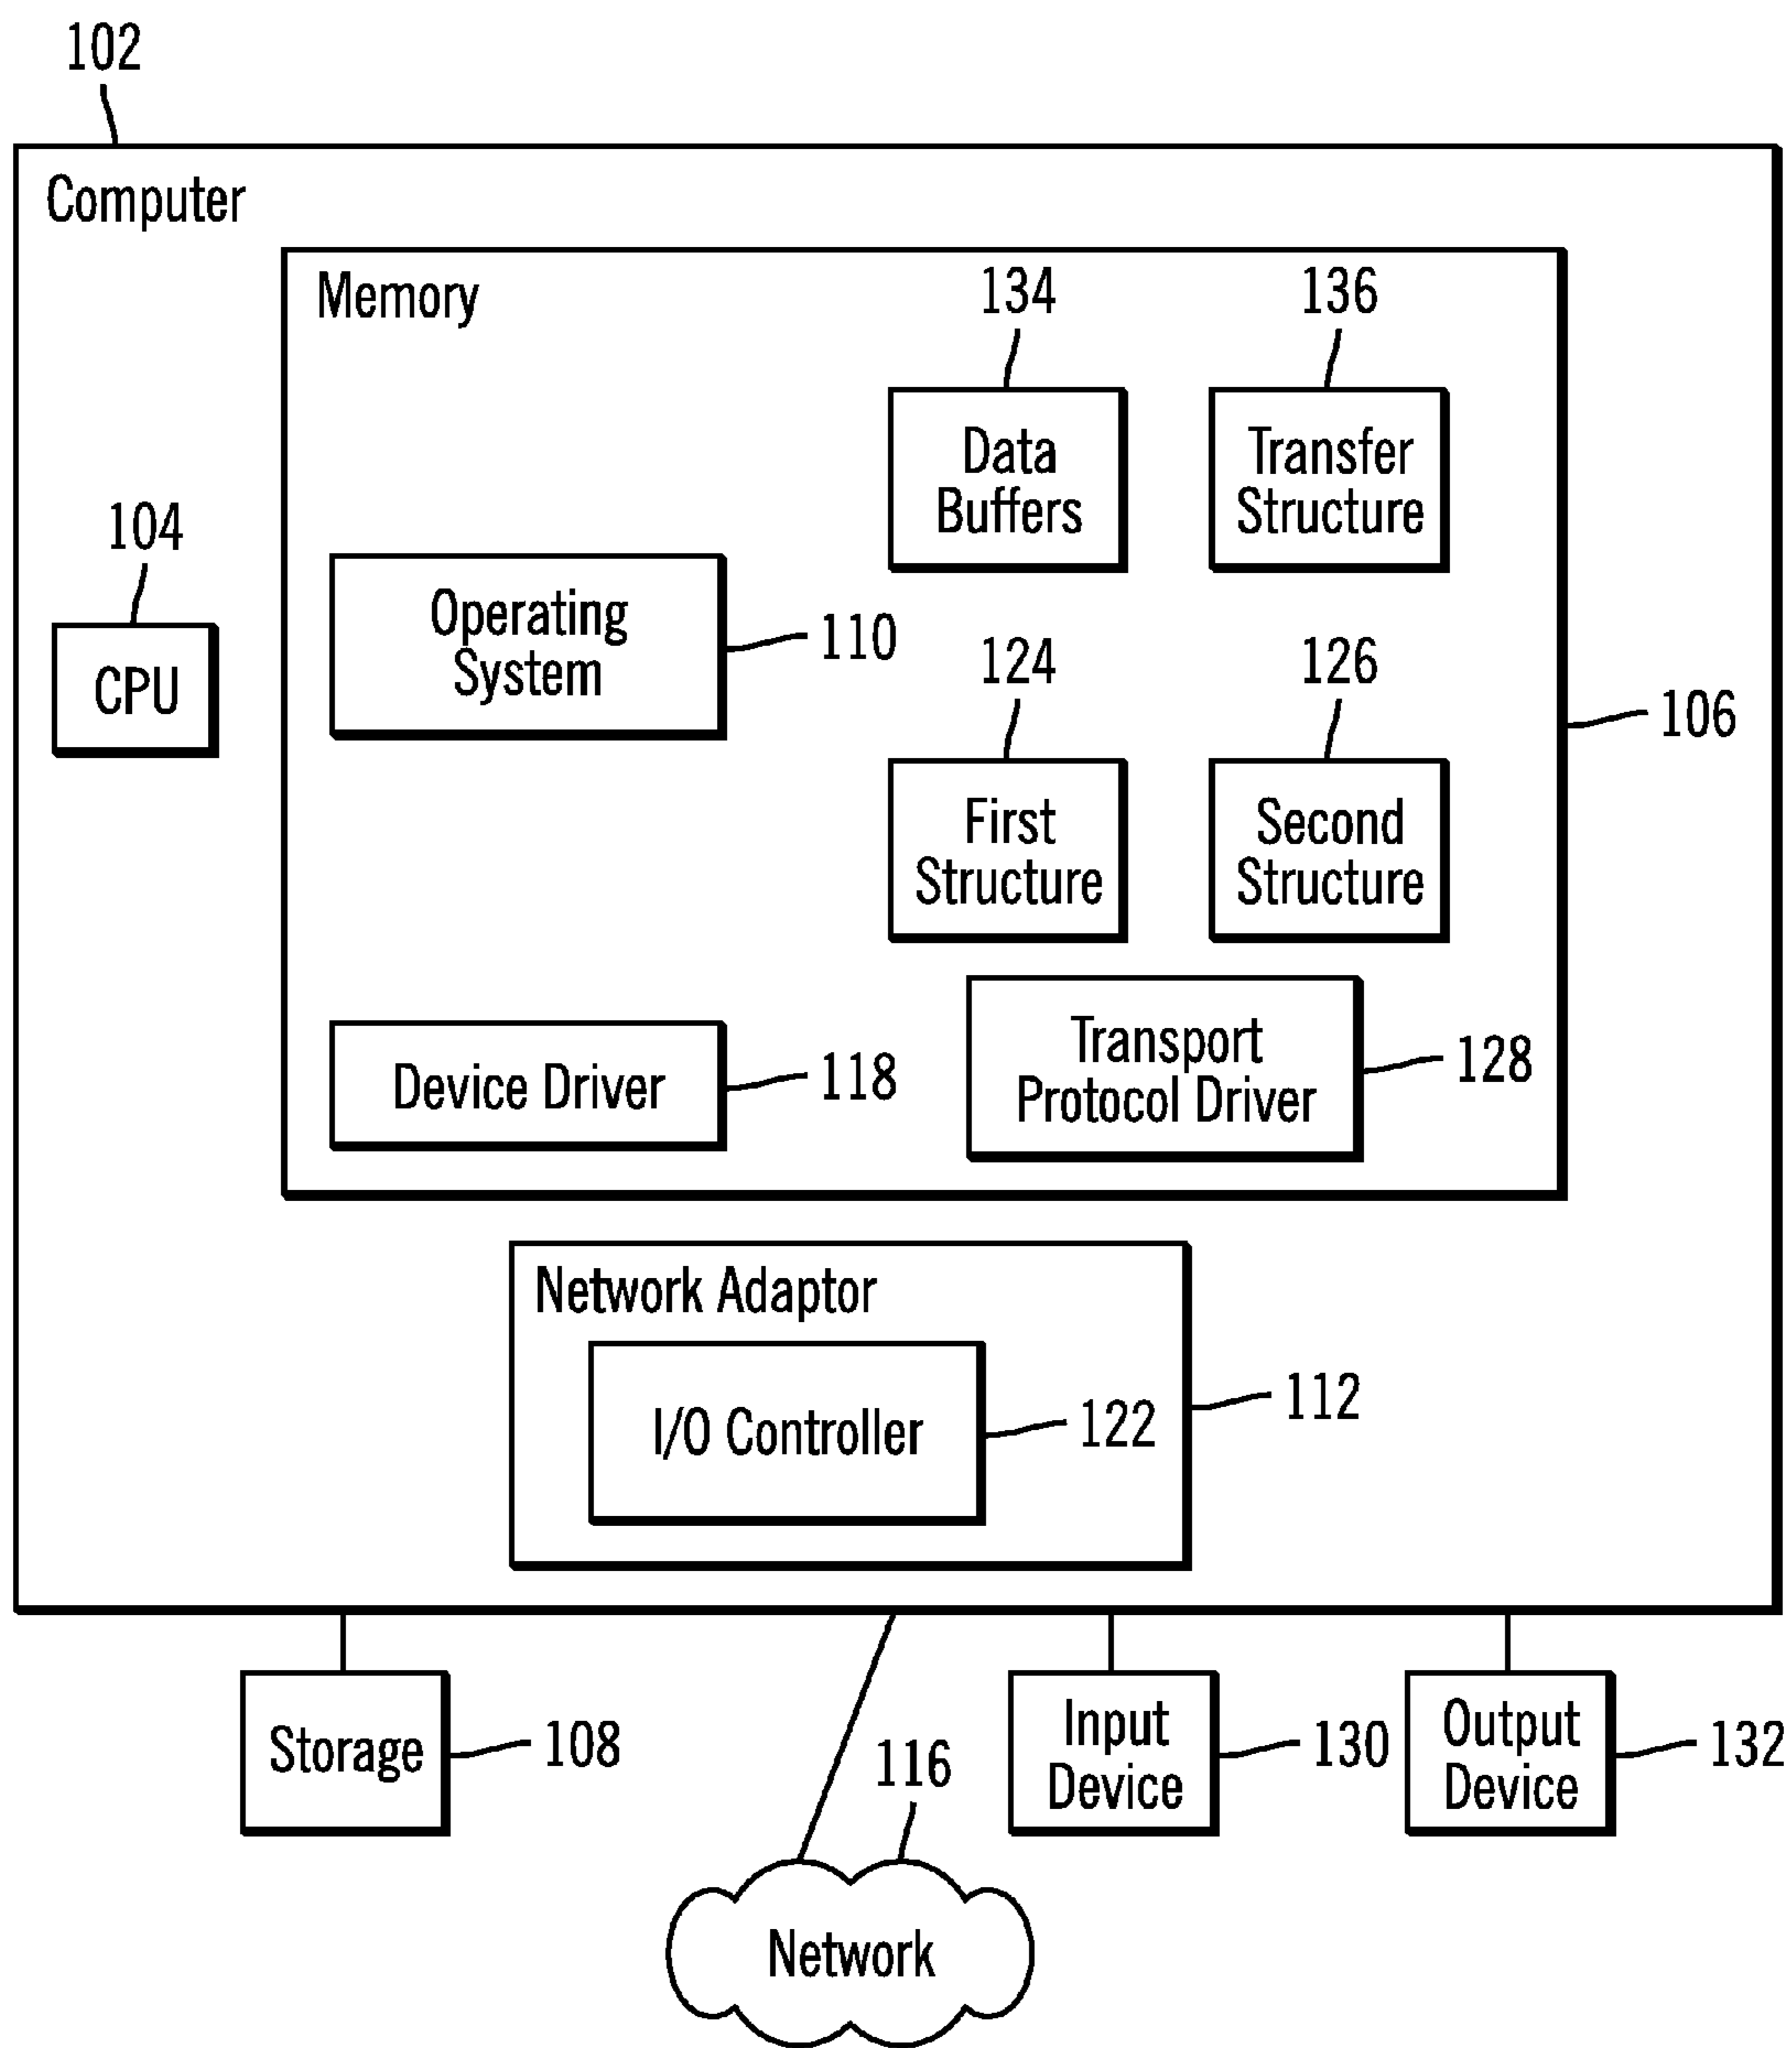 102
Computer
Memory
134
136
Data
Buffers
Transfer
Structure
104
CPU
Operating
System
110
124
126
106
First
Structure
Second
Structure
Device Driver
118
Transport
Protocol Driver
128
Network Adaptor
I/O Controller
122
112
Storage
108
116
Input
Device
130
Output
Device
132
Network